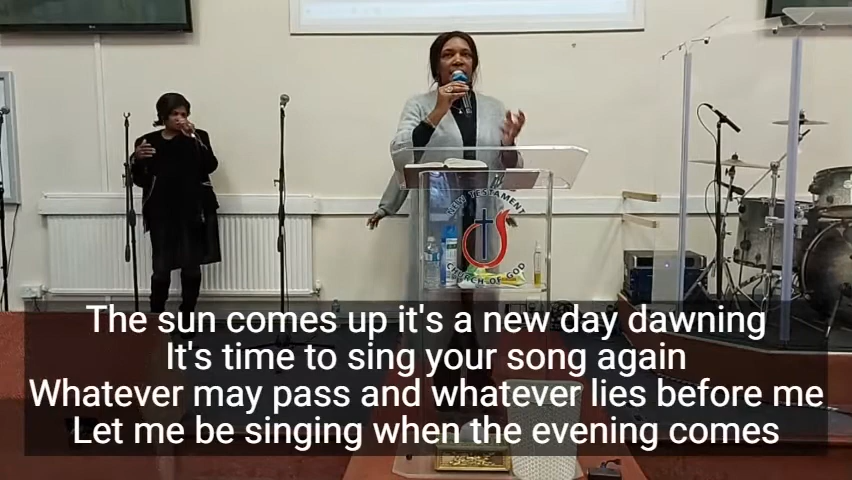 NEW TESTAMENT
CHURCH OF GOD
The sun comes up it's a new day dawning
It's time to sing your song again
Whatever may pass and whatever lies before me
Let me be singing when the evening comes